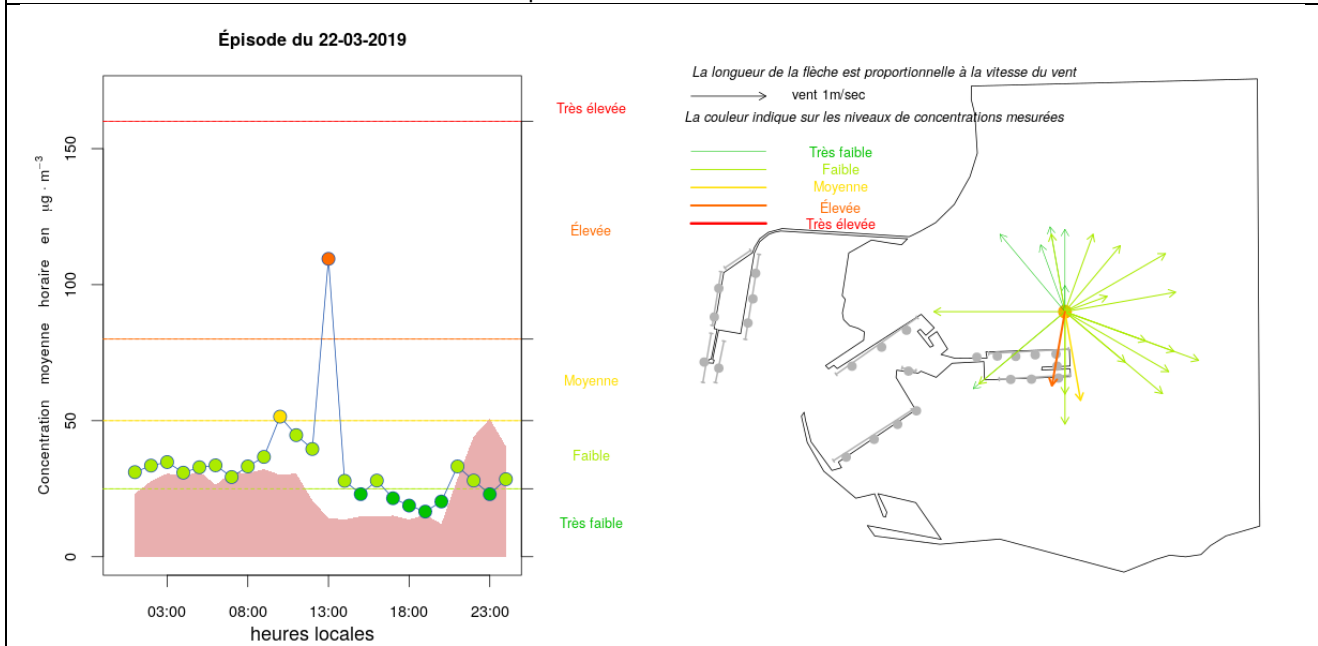 Épisode du 22-03-2019
Concentration moyenne horaire en µg · m⁻³
0
50
100
150
03:00
08:00
13:00
18:00
23:00
heures locales
Très élevée
Élevée
Moyenne
Faible
Très faible
La longueur de la flèche est proportionnelle à la vitesse du vent
vent 1m/sec
La couleur indique sur les niveaux de concentrations mesurées
Très faible
Faible
Moyenne
Élevée
Très élevée